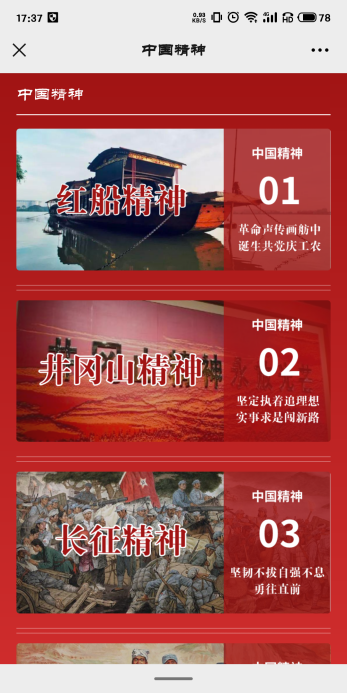 17:37
0.93
KB/S
4G
HD
78
中国精神
中国精神
红船精神
中国精神
01
革命声传画舫中
诞生共党庆工农
井冈山精神
中国精神
02
坚定执着追理想
实事求是闯新路
长征精神
中国精神
03
坚韧不拔自强不息
勇往直前